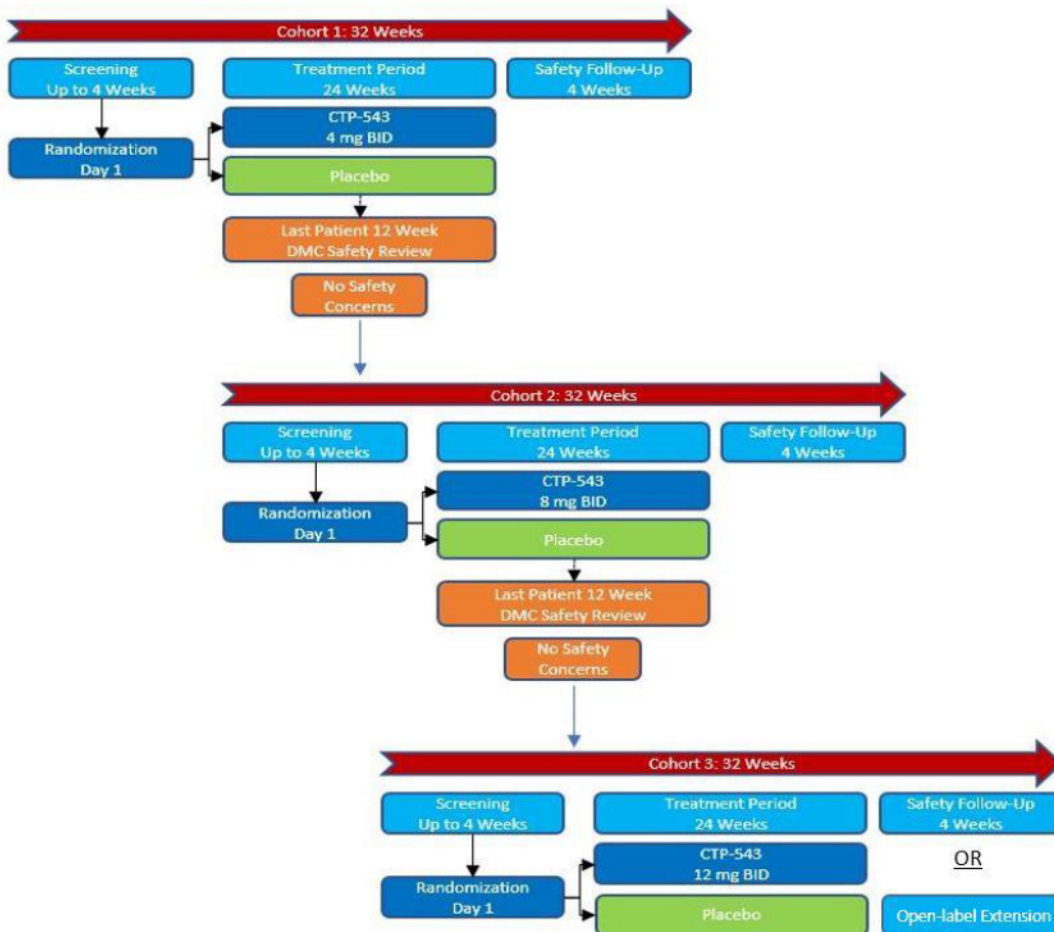 Cohort 1: 32 Weeks
Screening
Up to 4 Weeks
Treatment Period
24 Weeks
Safety Follow-Up
4 Weeks
CTP-543
4 mg BID
Randomization
Day 1
Placebo
Last Patient 12 Week
DMC Safety Review
No Safety
Concerns
Cohort 2: 32 Weeks
Screening
Up to 4 Weeks
Treatment Period
24 Weeks
Safety Follow-Up
4 Weeks
CTP-543
8 mg BID
Randomization
Day 1
Placebo
Last Patient 12 Week
DMC Safety Review
No Safety
Concerns
Cohort 3: 32 Weeks
Screening
Up to 4 Weeks
Treatment Period
24 Weeks
Safety Follow-Up
4 Weeks
CTP-543
12 mg BID
OR
Randomization
Day 1
Placebo
Open-label Extension